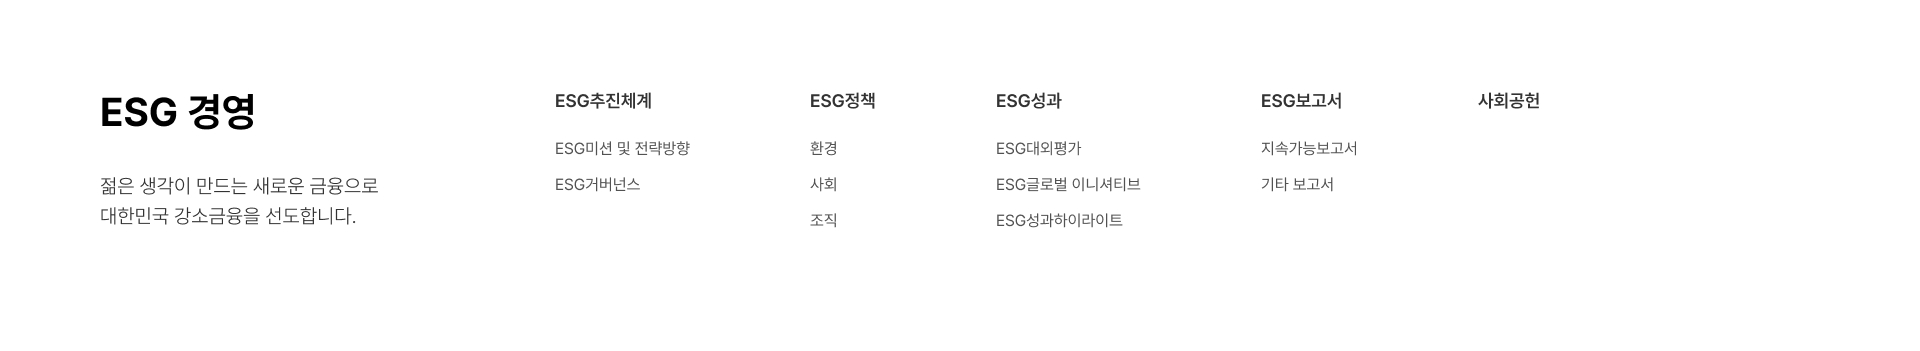 ESG 경영
젊은 생각이 만드는 새로운 금융으로
대한민국 강소금융을 선도합니다.
ESG추진체계
ESG미션 및 전략방향
ESG거버넌스
ESG정책
환경
사회
조직
ESG성과
ESG대외평가
ESG글로벌 이니셔티브
ESG성과하이라이트
ESG보고서
지속가능보고서
기타 보고서
사회공헌